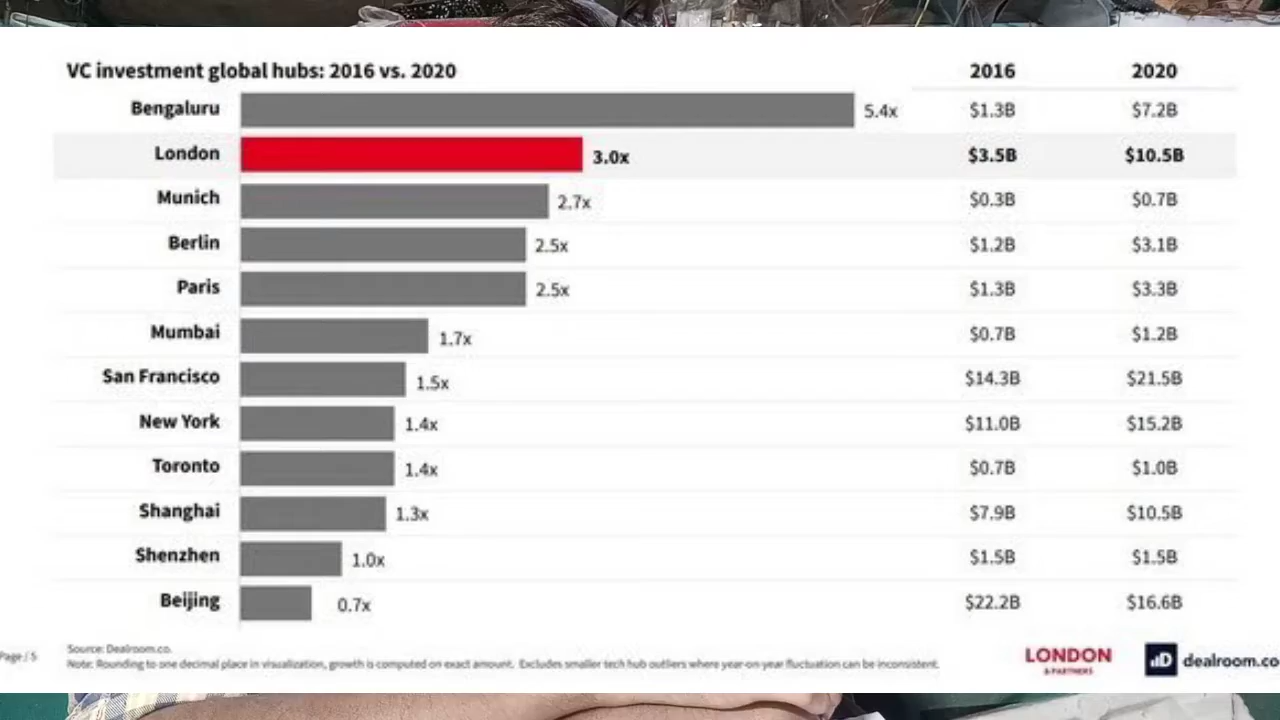 VC investment global hubs: 2016 vs. 2020 2016 2020
Bengaluru 5.4x $1.3B $7.2B
London 3.0x $3.5B $10.5B
Munich 2.7x $0.3B $0.7B
Berlin 2.5x $1.2B $3.1B
Paris 2.5x $1.3B $3.3B
Mumbai 1.7x $0.7B $1.2B
San Francisco 1.5x $14.3B $21.5B
New York 1.4x $11.0B $15.2B
Toronto 1.4x $0.7B $1.0B
Shanghai 1.3x $7.9B $10.5B
Shenzhen 1.0x $1.5B $1.5B
Beijing 0.7x $22.2B $16.6B
Page / 5
Source: Dealroom.co.
Note: Rounding to one decimal place in visualization, growth is computed on exact amount. Excludes smaller tech hub outliers where year-on-year fluctuation can be inconsistent.
LONDON
& PARTNERS
dealroom.co